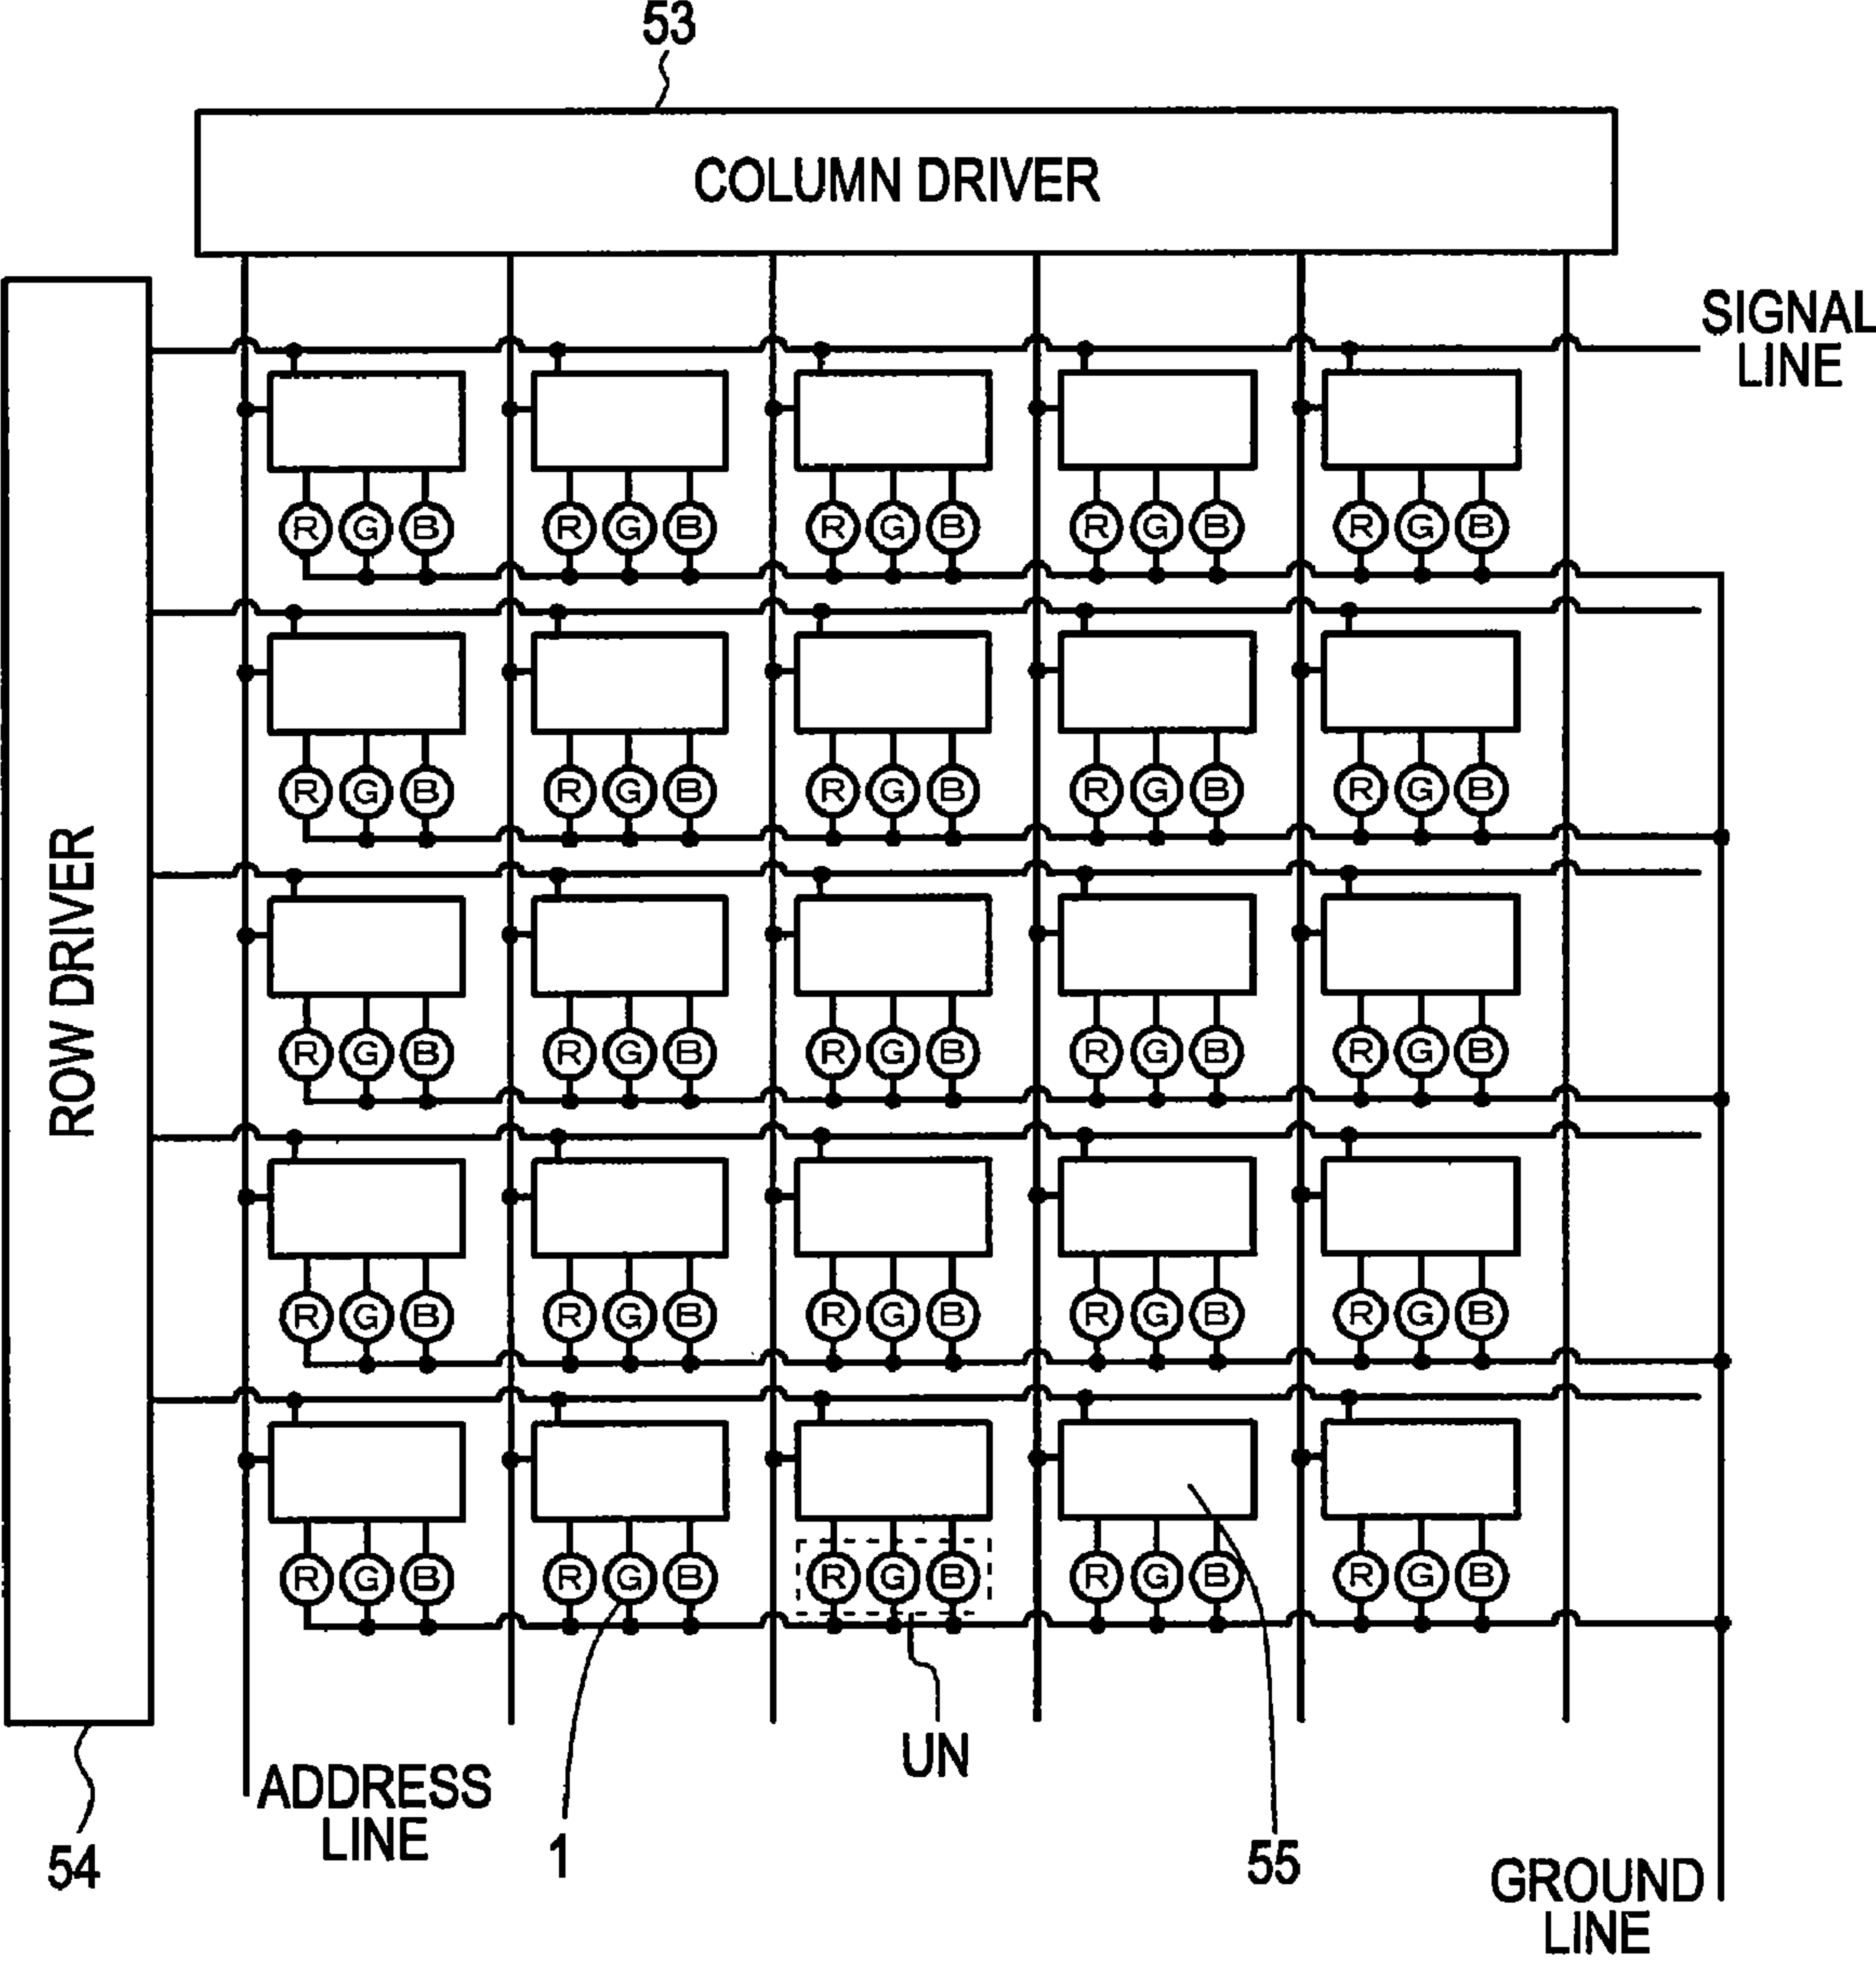 53
COLUMN DRIVER
SIGNAL
LINE
R G B R G B R G B R G B R G B
R G B R G B R G B R G B R G B
ROW DRIVER
R G B R G B R G B R G B R G B
R G B R G B R G B R G B R G B
R G B R G B R G B R G B R G B
UN
ADDRESS
LINE
54
1
55
GROUND
LINE